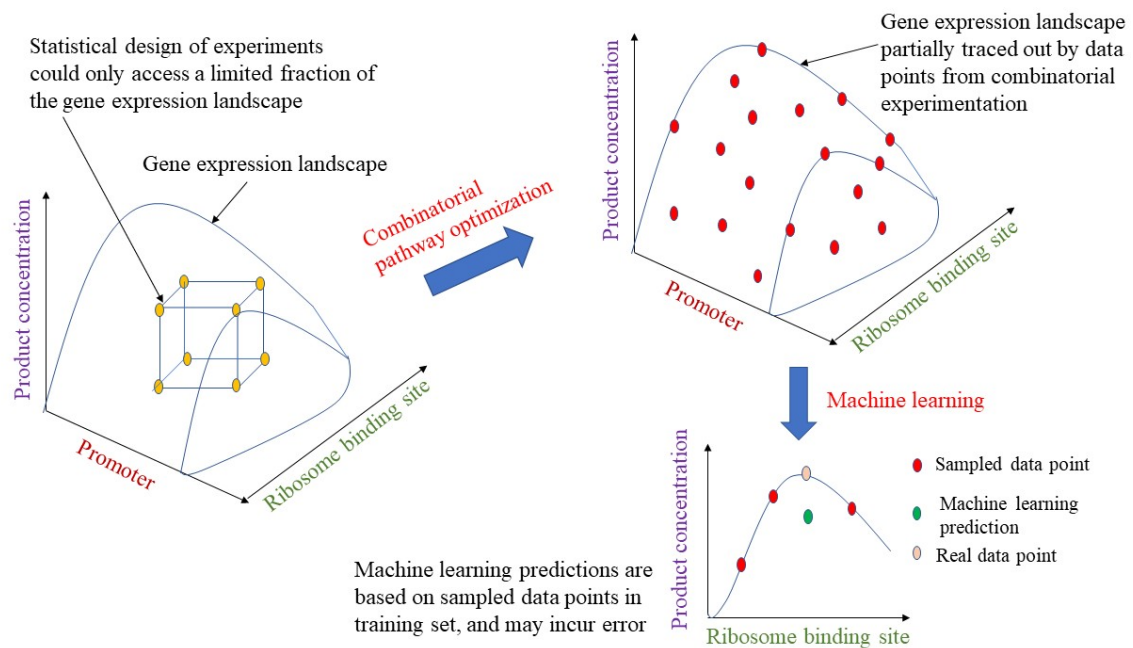 Statistical design of experiments
could only access a limited fraction of
the gene expression landscape
Gene expression landscape
Product concentration
Promoter
Ribosome binding site
Combinatorial
pathway optimization
Gene expression landscape
partially traced out by data
points from combinatorial
experimentation
Product concentration
Promoter
Ribosome binding site
Machine learning
Product concentration
Ribosome binding site
Sampled data point
Machine learning
prediction
Real data point
Machine learning predictions are
based on sampled data points in
training set, and may incur error